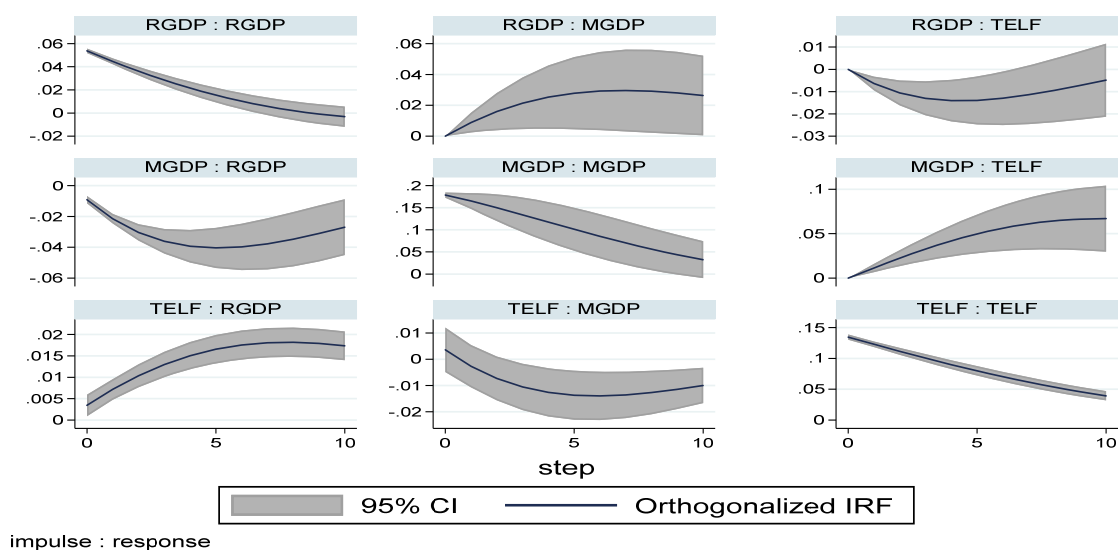 RGDP : RGDP
.06
.04
.02
0
-.02
RGDP : MGDP
.06
.04
.02
0
RGDP : TELF
.01
0
-.01
-.02
-.03
MGDP : RGDP
0
-.02
-.04
-.06
MGDP : MGDP
.2
.15
.1
.05
0
MGDP : TELF
.1
.05
0
TELF : RGDP
.02
.015
.01
.005
0
0 5 10
TELF : MGDP
.01
0
-.01
-.02
0 5 10
TELF : TELF
.15
.1
.05
0
0 5 10
step
95% CI Orthogonalized IRF
impulse : response